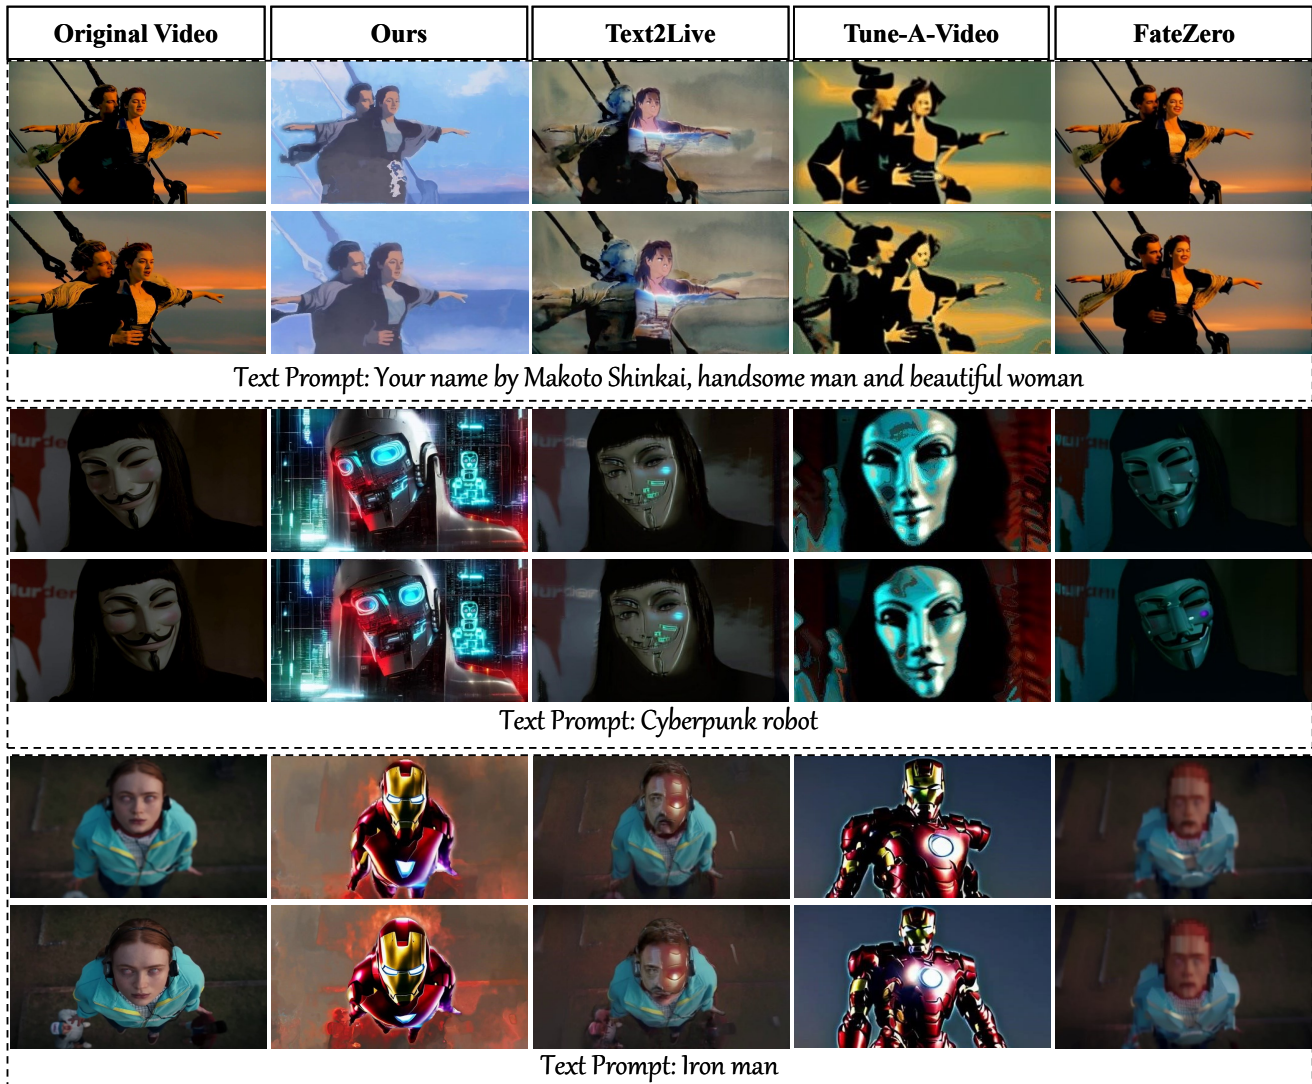 Original Video
Ours
Text2Live
Tune-A-Video
FateZero
Text Prompt: Your name by Makoto Shinkai, handsome man and beautiful woman
Text Prompt: Cyberpunk robot
Text Prompt: Iron man